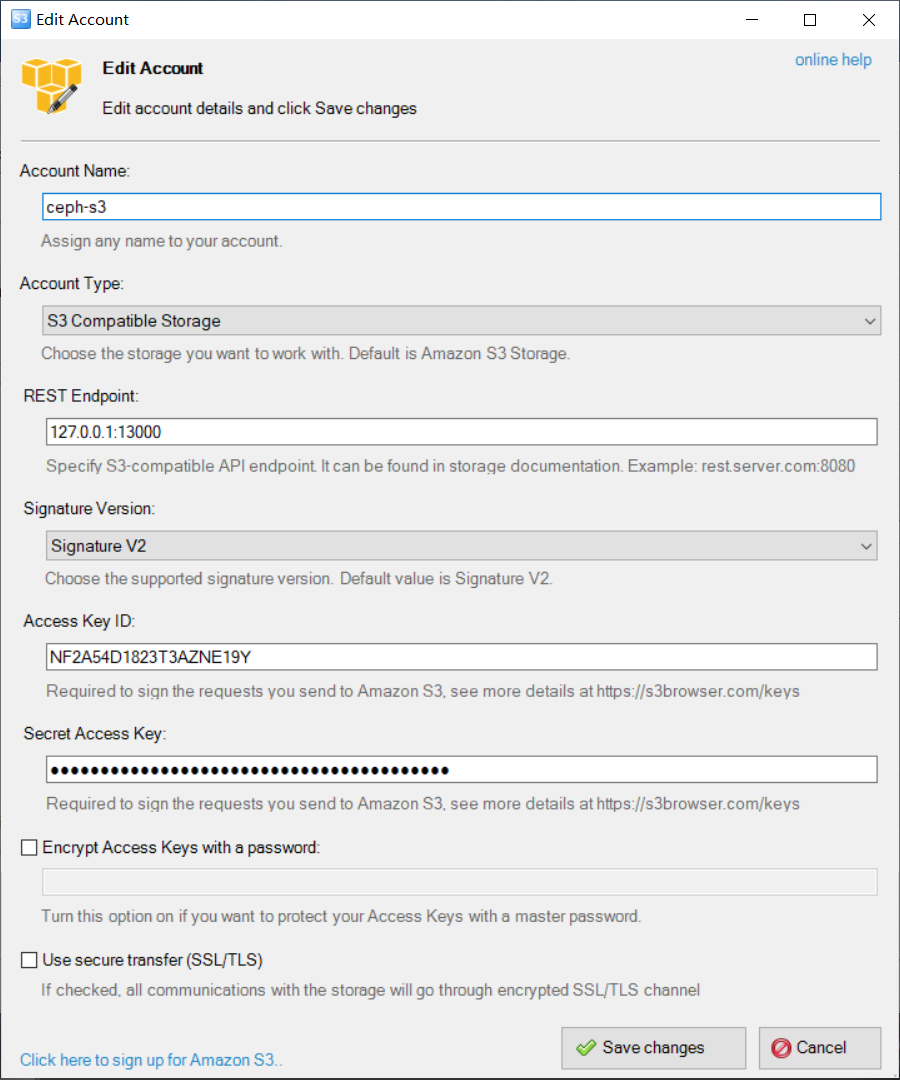 S3 Edit Account
Edit Account
online help
Edit account details and click Save changes
Account Name:
ceph-s3
Assign any name to your account.
Account Type:
S3 Compatible Storage
Choose the storage you want to work with. Default is Amazon S3 Storage.
REST Endpoint:
127.0.0.1:13000
Specify S3-compatible API endpoint. It can be found in storage documentation. Example: rest.server.com:8080
Signature Version:
Signature V2
Choose the supported signature version. Default value is Signature V2.
Access Key ID:
NF2A54D1823T3AZNE19Y
Required to sign the requests you send to Amazon S3, see more details at https://s3browser.com/keys
Secret Access Key:
●●●●●●●●●●●●●●●●●●●●●●●●●●●●●●●●●●●●●●●●
Required to sign the requests you send to Amazon S3, see more details at https://s3browser.com/keys
Encrypt Access Keys with a password:
Turn this option on if you want to protect your Access Keys with a master password.
Use secure transfer (SSL/TLS)
If checked, all communications with the storage will go through encrypted SSL/TLS channel
Click here to sign up for Amazon S3..
Save changes
Cancel